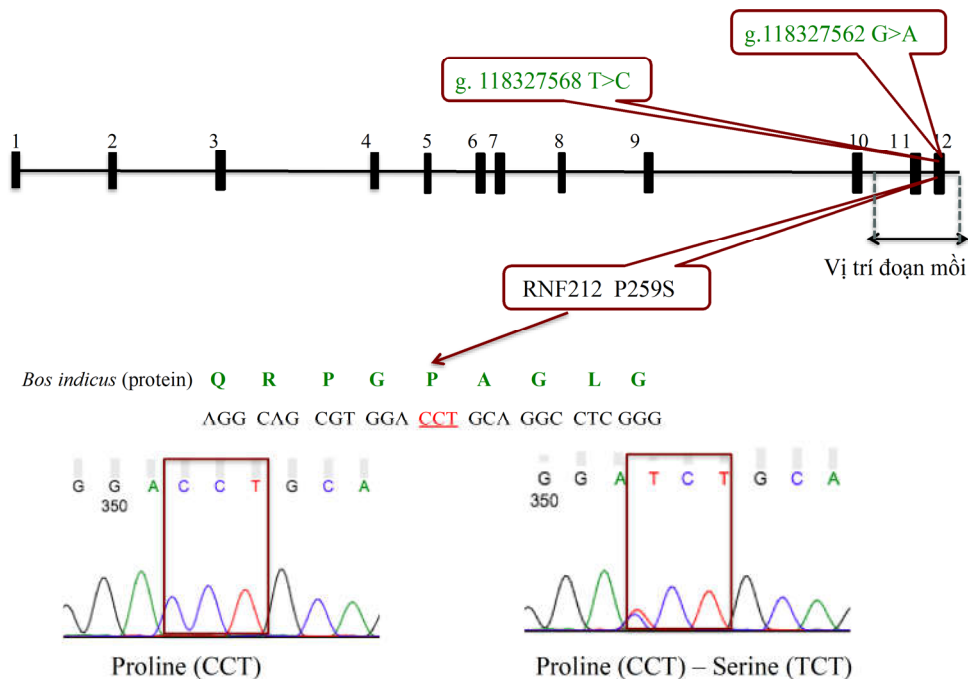 g.118327562 G>A
g. 118327568 T>C
1 2 3 4 5 6 7 8 9 10 11 12
Vị trí đoạn mồi
RNF212 P259S
Bos indicus (protein) Q R P G P A G L G
AGG CAG CGT GGA CCT GCA GGC CTC GGG
G G A C C T G C A
350
G G A T C T G C A
350
Proline (CCT)
Proline (CCT) – Serine (TCT)